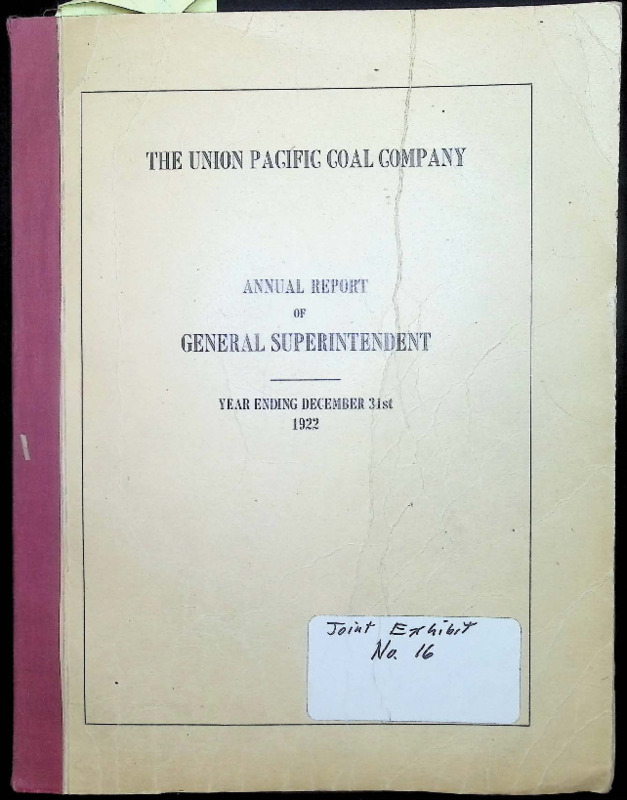 THE UNION PACIFIC COAL COMPANY
ANNUAL REPORT
OF
GENERAL SUPERINTENDENT
YEAR ENDING DECEMBER 31st
1922
Joint Exhibit
No. 16